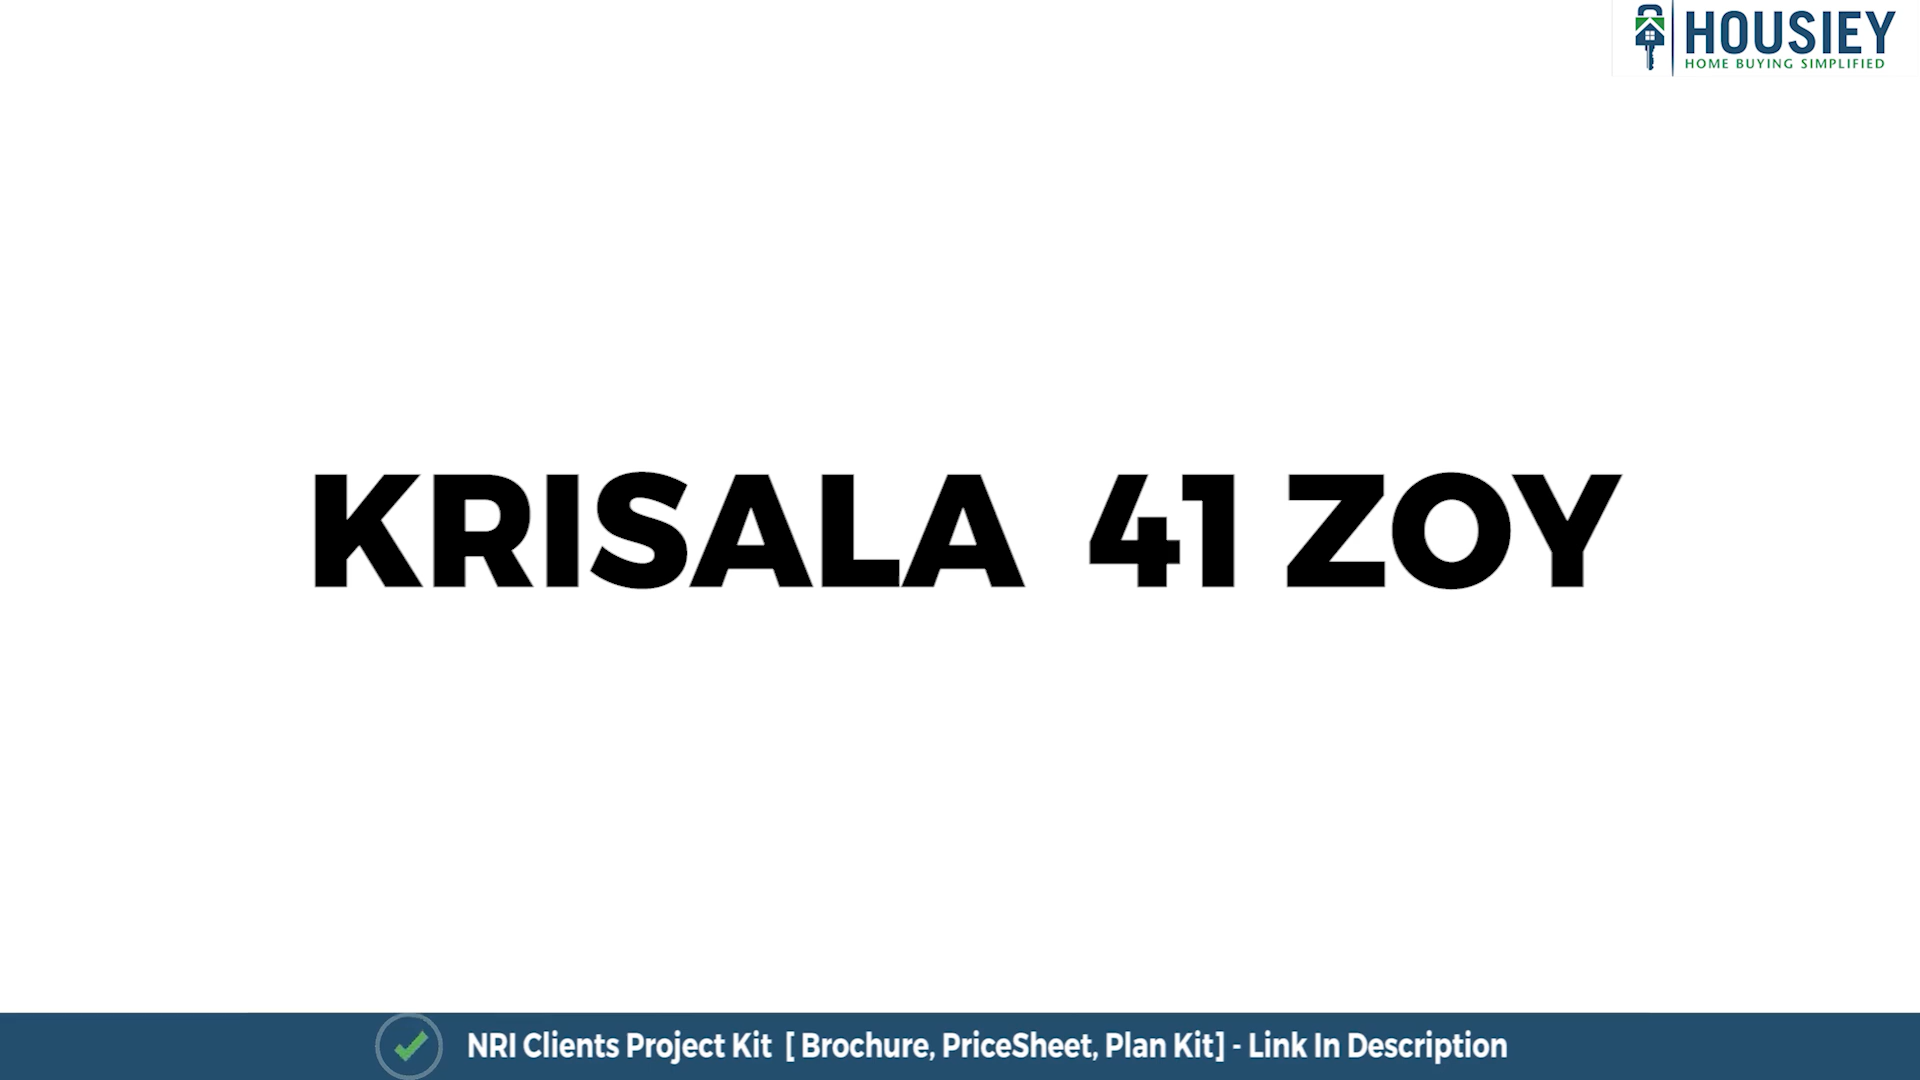 HOUSIEY
HOME BUYING SIMPLIFIED
KRISALA 41 ZOY
NRI Clients Project Kit [ Brochure, PriceSheet, Plan Kit] - Link In Description